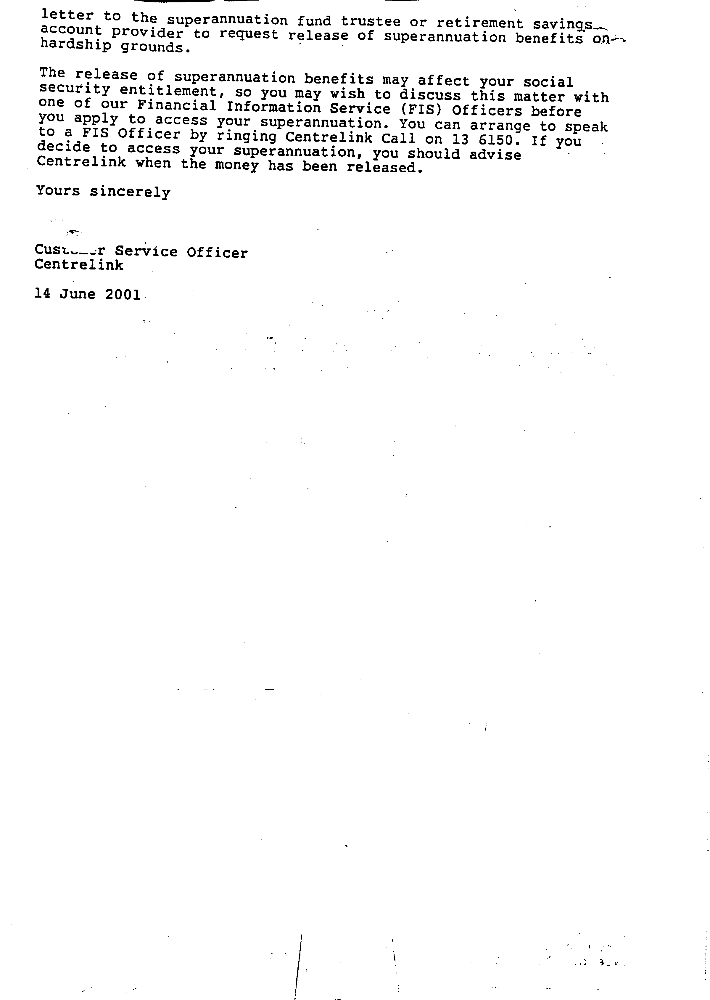 letter to the superannuation fund trustee or retirement savings
account provider to request release of superannuation benefits on
hardship grounds.
The release of superannuation benefits may affect your social
security entitlement, so you may wish to discuss this matter with
one of our Financial Information Service (FIS) Officers before
you apply to access your superannuation. You can arrange to speak
to a FIS Officer by ringing Centrelink Call on 13 6150. If you
decide to access your superannuation, you should advise
Centrelink when the money has been released.
Yours sincerely
Customer Service Officer
Centrelink
14 June 2001